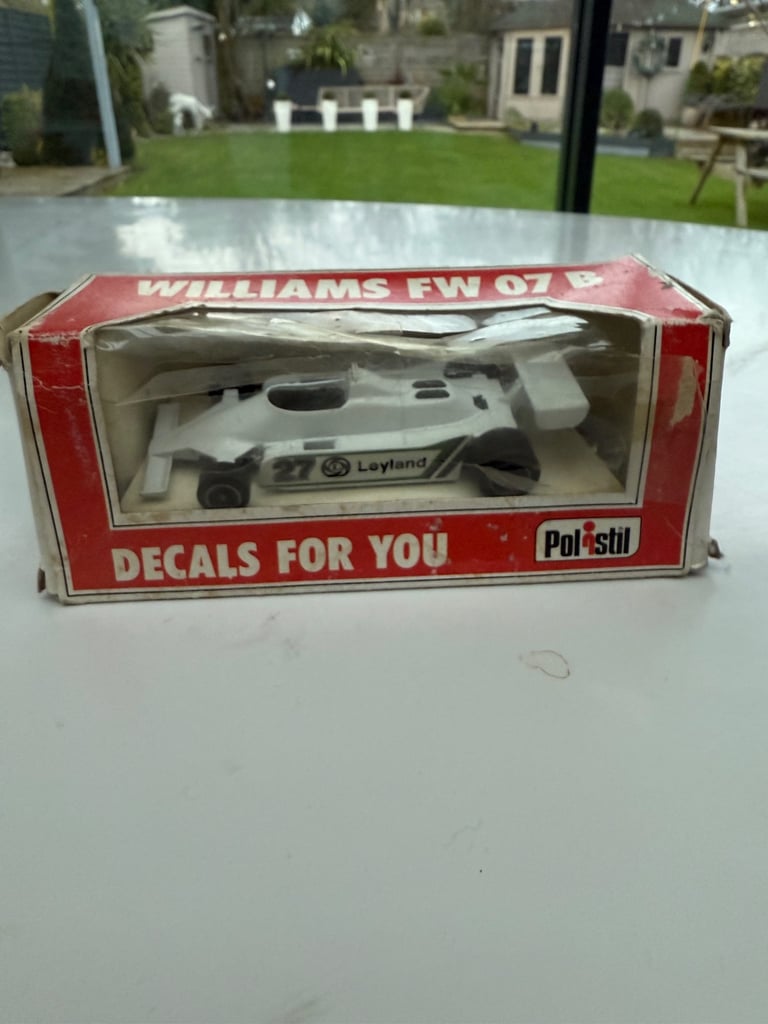 WILLIAMS FW 07 B
27 Leyland
DECALS FOR YOU
Polistil